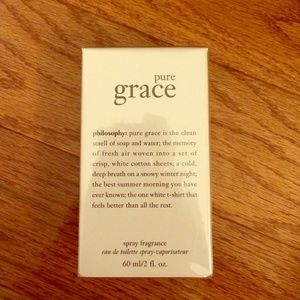 pure
grace
philosophy: pure grace is the clean
smell of soap and water; the memory
of fresh air woven into a set of
crisp, white cotton sheets; a cold,
deep breath on a snowy winter night;
the best summer morning you have
ever known; the one white t-shirt that
feels better than all the rest.
spray fragrance
eau de toilette spray-vaporisateur
60 ml/2 fl. oz.